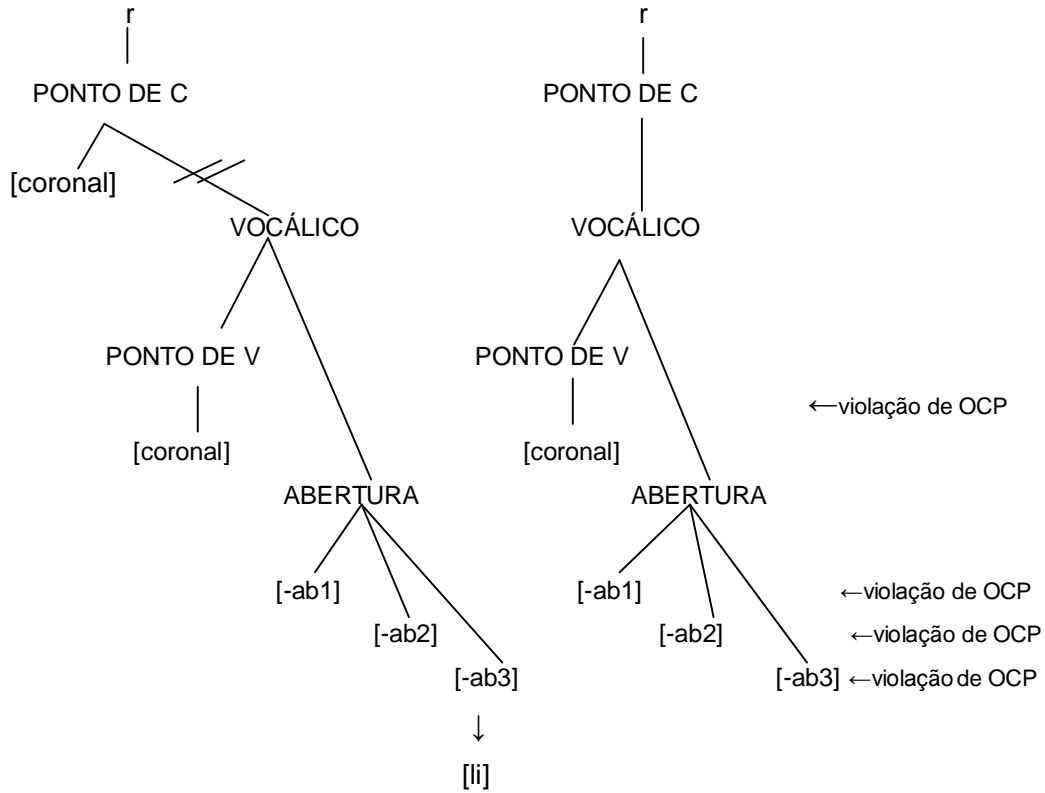 r r
PONTO DE C PONTO DE C
[coronal]
VOCÁLICO VOCÁLICO
PONTO DE V PONTO DE V
←violação de OCP
[coronal] [coronal]
ABERTURA ABERTURA
[-ab1] [-ab1] ←violação de OCP
[-ab2] [-ab2] ←violação de OCP
[-ab3] [-ab3] ←violação de OCP
↓
[li]